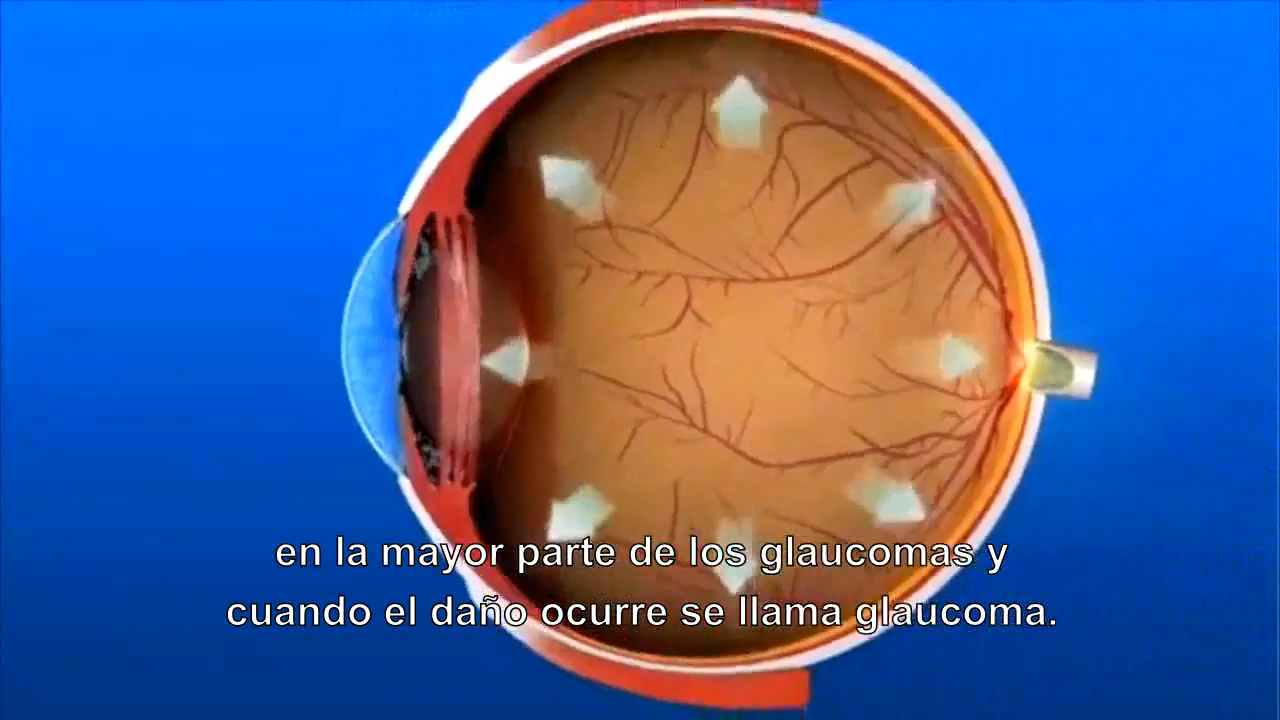 en la mayor parte de los glaucomas y
cuando el daño ocurre se llama glaucoma.